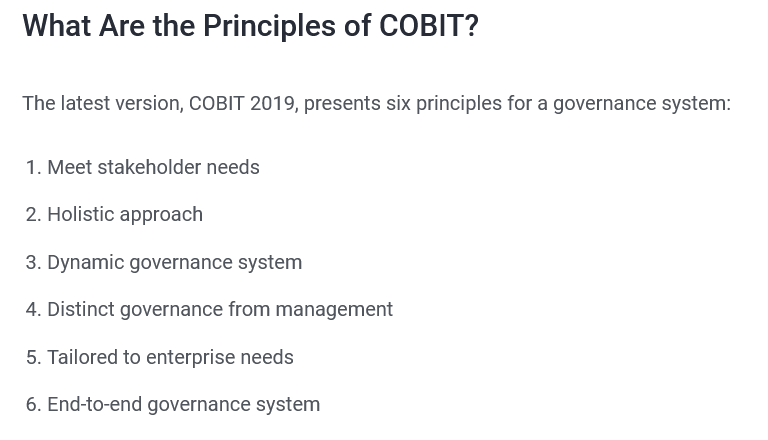 What Are the Principles of COBIT?
The latest version, COBIT 2019, presents six principles for a governance system:
1. Meet stakeholder needs
2. Holistic approach
3. Dynamic governance system
4. Distinct governance from management
5. Tailored to enterprise needs
6. End-to-end governance system